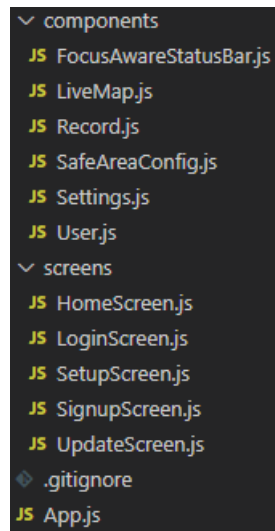 components
JS FocusAwareStatusBar.js
JS LiveMap.js
JS Record.js
JS SafeAreaConfig.js
JS Settings.js
JS User.js
screens
JS HomeScreen.js
JS LoginScreen.js
JS SetupScreen.js
JS SignupScreen.js
JS UpdateScreen.js
.gitignore
JS App.js